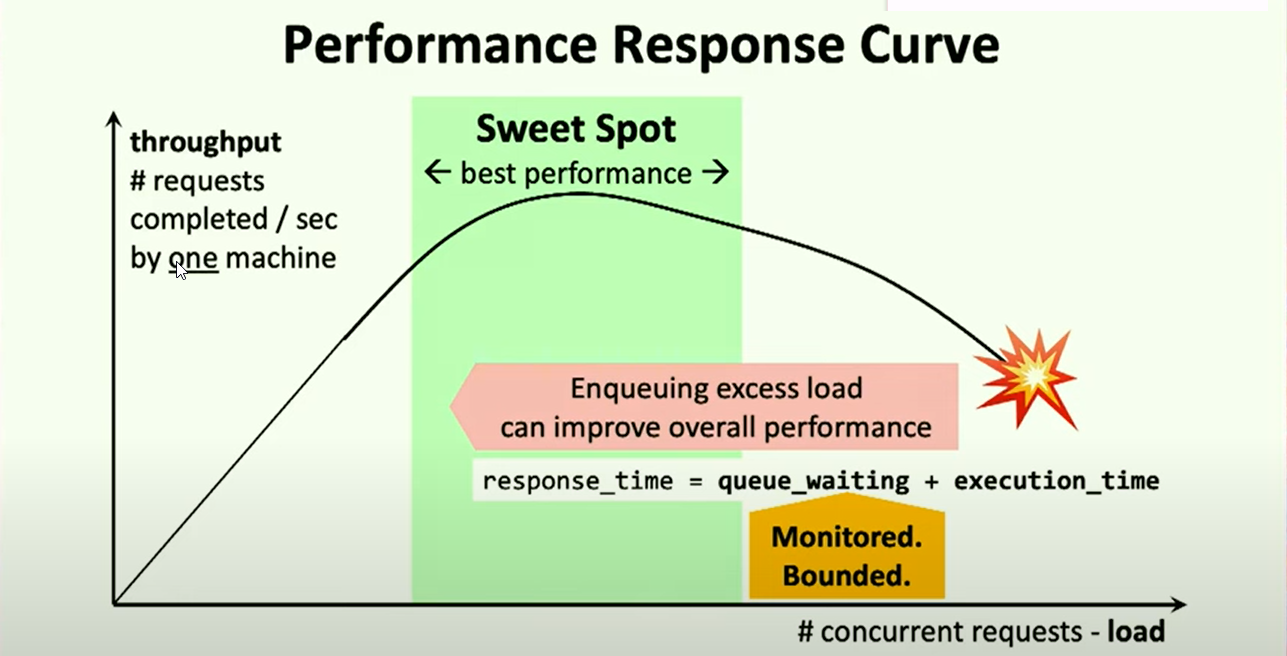 Performance Response Curve
throughput
# requests
completed / sec
by one machine
Sweet Spot
← best performance →
Enqueuing excess load
can improve overall performance
response_time = queue_waiting + execution_time
Monitored.
Bounded.
# concurrent requests - load